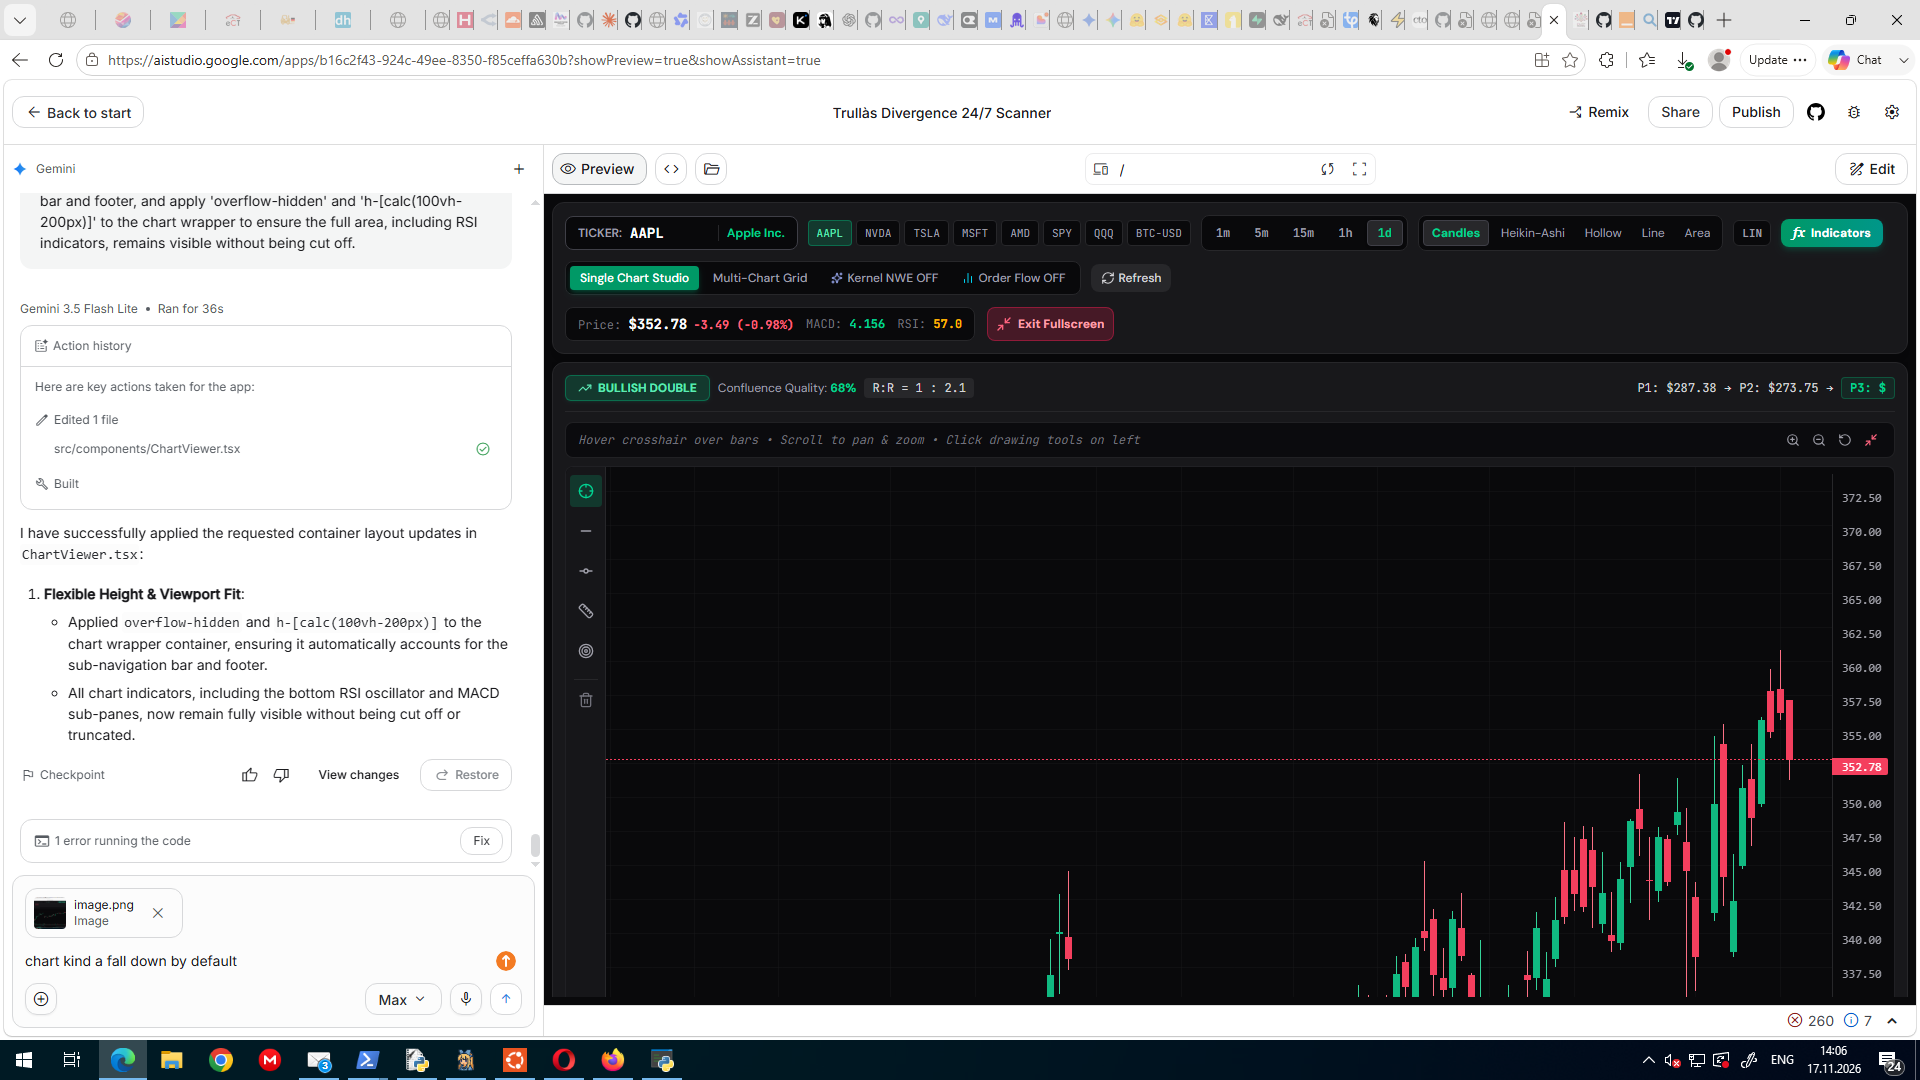 https://aistudio.google.com/apps/b16c2f43-924c-49ee-8350-f85ceffa630b?showPreview=true&showAssistant=true
Update
Chat
Back to start
Trullàs Divergence 24/7 Scanner
Remix
Share
Publish
Gemini
bar and footer, and apply 'overflow-hidden' and 'h-[calc(100vh-
200px)]' to the chart wrapper to ensure the full area, including RSI
indicators, remains visible without being cut off.
Gemini 3.5 Flash Lite • Ran for 36s
Action history
Here are key actions taken for the app:
Edited 1 file
src/components/ChartViewer.tsx
Built
I have successfully applied the requested container layout updates in
ChartViewer.tsx:
1. Flexible Height & Viewport Fit:
Applied overflow-hidden and h-[calc(100vh-200px)] to the
chart wrapper container, ensuring it automatically accounts for the
sub-navigation bar and footer.
All chart indicators, including the bottom RSI oscillator and MACD
sub-panes, now remain fully visible without being cut off or
truncated.
Checkpoint
View changes
Restore
1 error running the code
Fix
image.png
Image
chart kind a fall down by default
Max
Preview
/
Edit
TICKER: AAPL Apple Inc. AAPL NVDA TSLA MSFT AMD SPY QQQ BTC-USD 1m 5m 15m 1h 1d Candles Heikin-Ashi Hollow Line Area LIN fx Indicators
Single Chart Studio Multi-Chart Grid Kernel NWE OFF Order Flow OFF Refresh
Price: $352.78 -3.49 (-0.98%) MACD: 4.156 RSI: 57.0 Exit Fullscreen
BULLISH DOUBLE Confluence Quality: 68% R:R = 1 : 2.1 P1: $287.38 → P2: $273.75 → P3: $
Hover crosshair over bars • Scroll to pan & zoom • Click drawing tools on left
372.50
370.00
367.50
365.00
362.50
360.00
357.50
355.00
352.78
350.00
347.50
345.00
342.50
340.00
337.50
260 7
3
ENG
14:06
17.11.2026
24